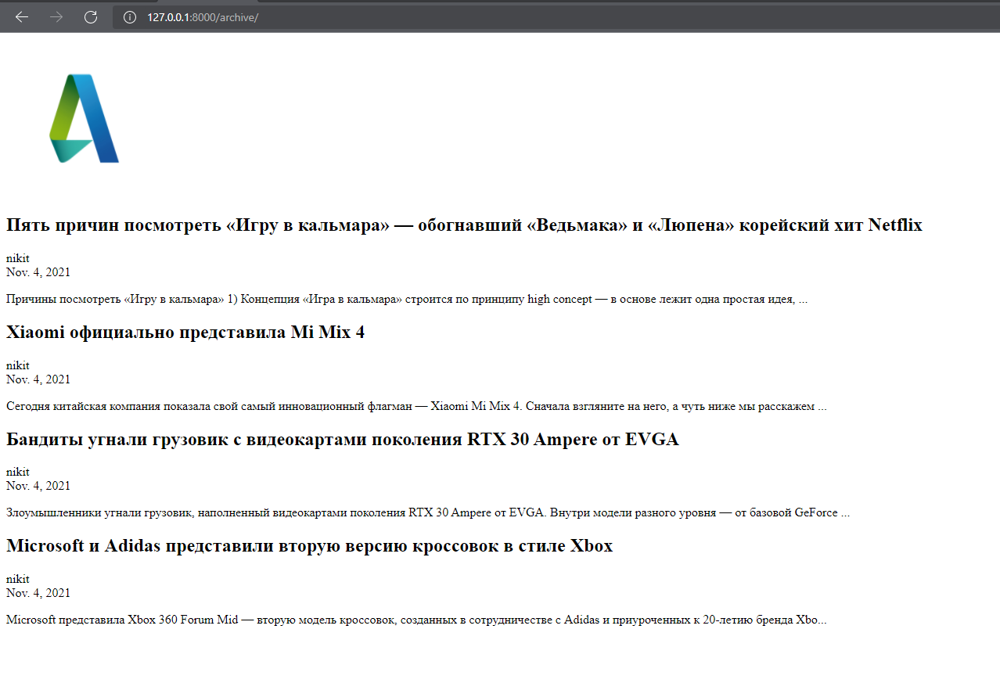 127.0.0.1:8000/archive/
Пять причин посмотреть «Игру в кальмара» — обогнавший «Ведьмака» и «Люпена» корейский хит Netflix
nikit
Nov. 4, 2021
Причины посмотреть «Игру в кальмара» 1) Концепция «Игра в кальмара» строится по принципу high concept — в основе лежит одна простая идея, ...
Xiaomi официально представила Mi Mix 4
nikit
Nov. 4, 2021
Сегодня китайская компания показала свой самый инновационный флагман — Xiaomi Mi Mix 4. Сначала взгляните на него, а чуть ниже мы расскажем ...
Бандиты угнали грузовик с видеокартами поколения RTX 30 Ampere от EVGA
nikit
Nov. 4, 2021
Злоумышленники угнали грузовик, наполненный видеокартами поколения RTX 30 Ampere от EVGA. Внутри модели разного уровня — от базовой GeForce ...
Microsoft и Adidas представили вторую версию кроссовок в стиле Xbox
nikit
Nov. 4, 2021
Microsoft представила Xbox 360 Forum Mid — вторую модель кроссовок, созданных в сотрудничестве с Adidas и приуроченных к 20-летию бренда Xbo...